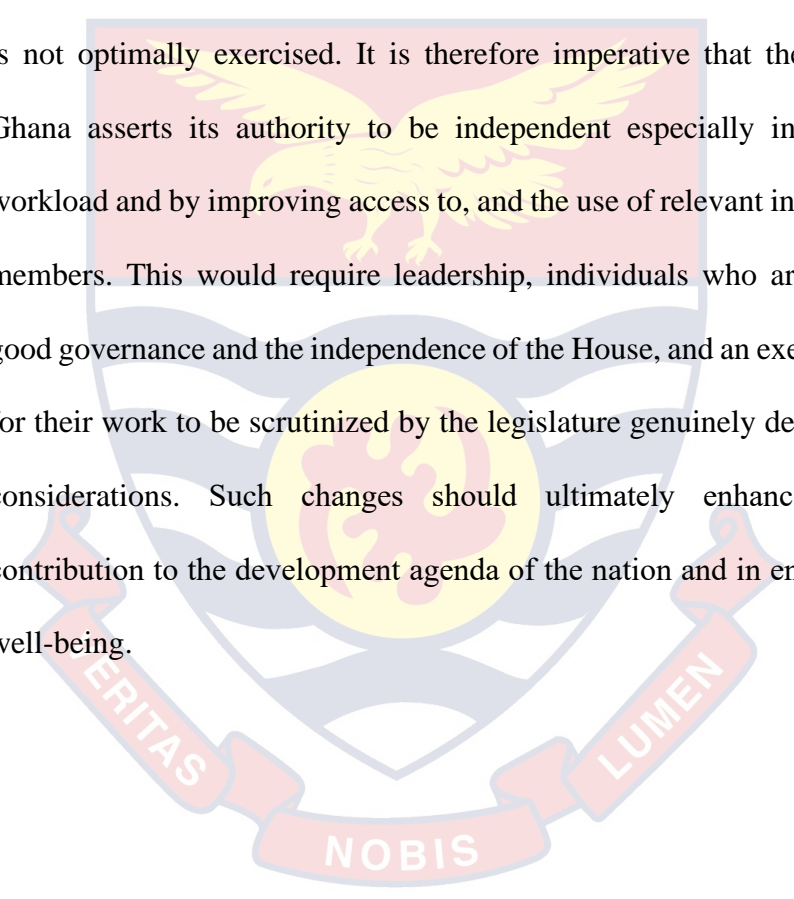 is not optimally exercised. It is therefore imperative that the
Ghana asserts its authority to be independent especially in
workload and by improving access to, and the use of relevant in
members. This would require leadership, individuals who ar
good governance and the independence of the House, and an exe
for their work to be scrutinized by the legislature genuinely de
considerations. Such changes should ultimately enhanc
contribution to the development agenda of the nation and in en
well-being.
VERITAS
NOBIS
LUMEN